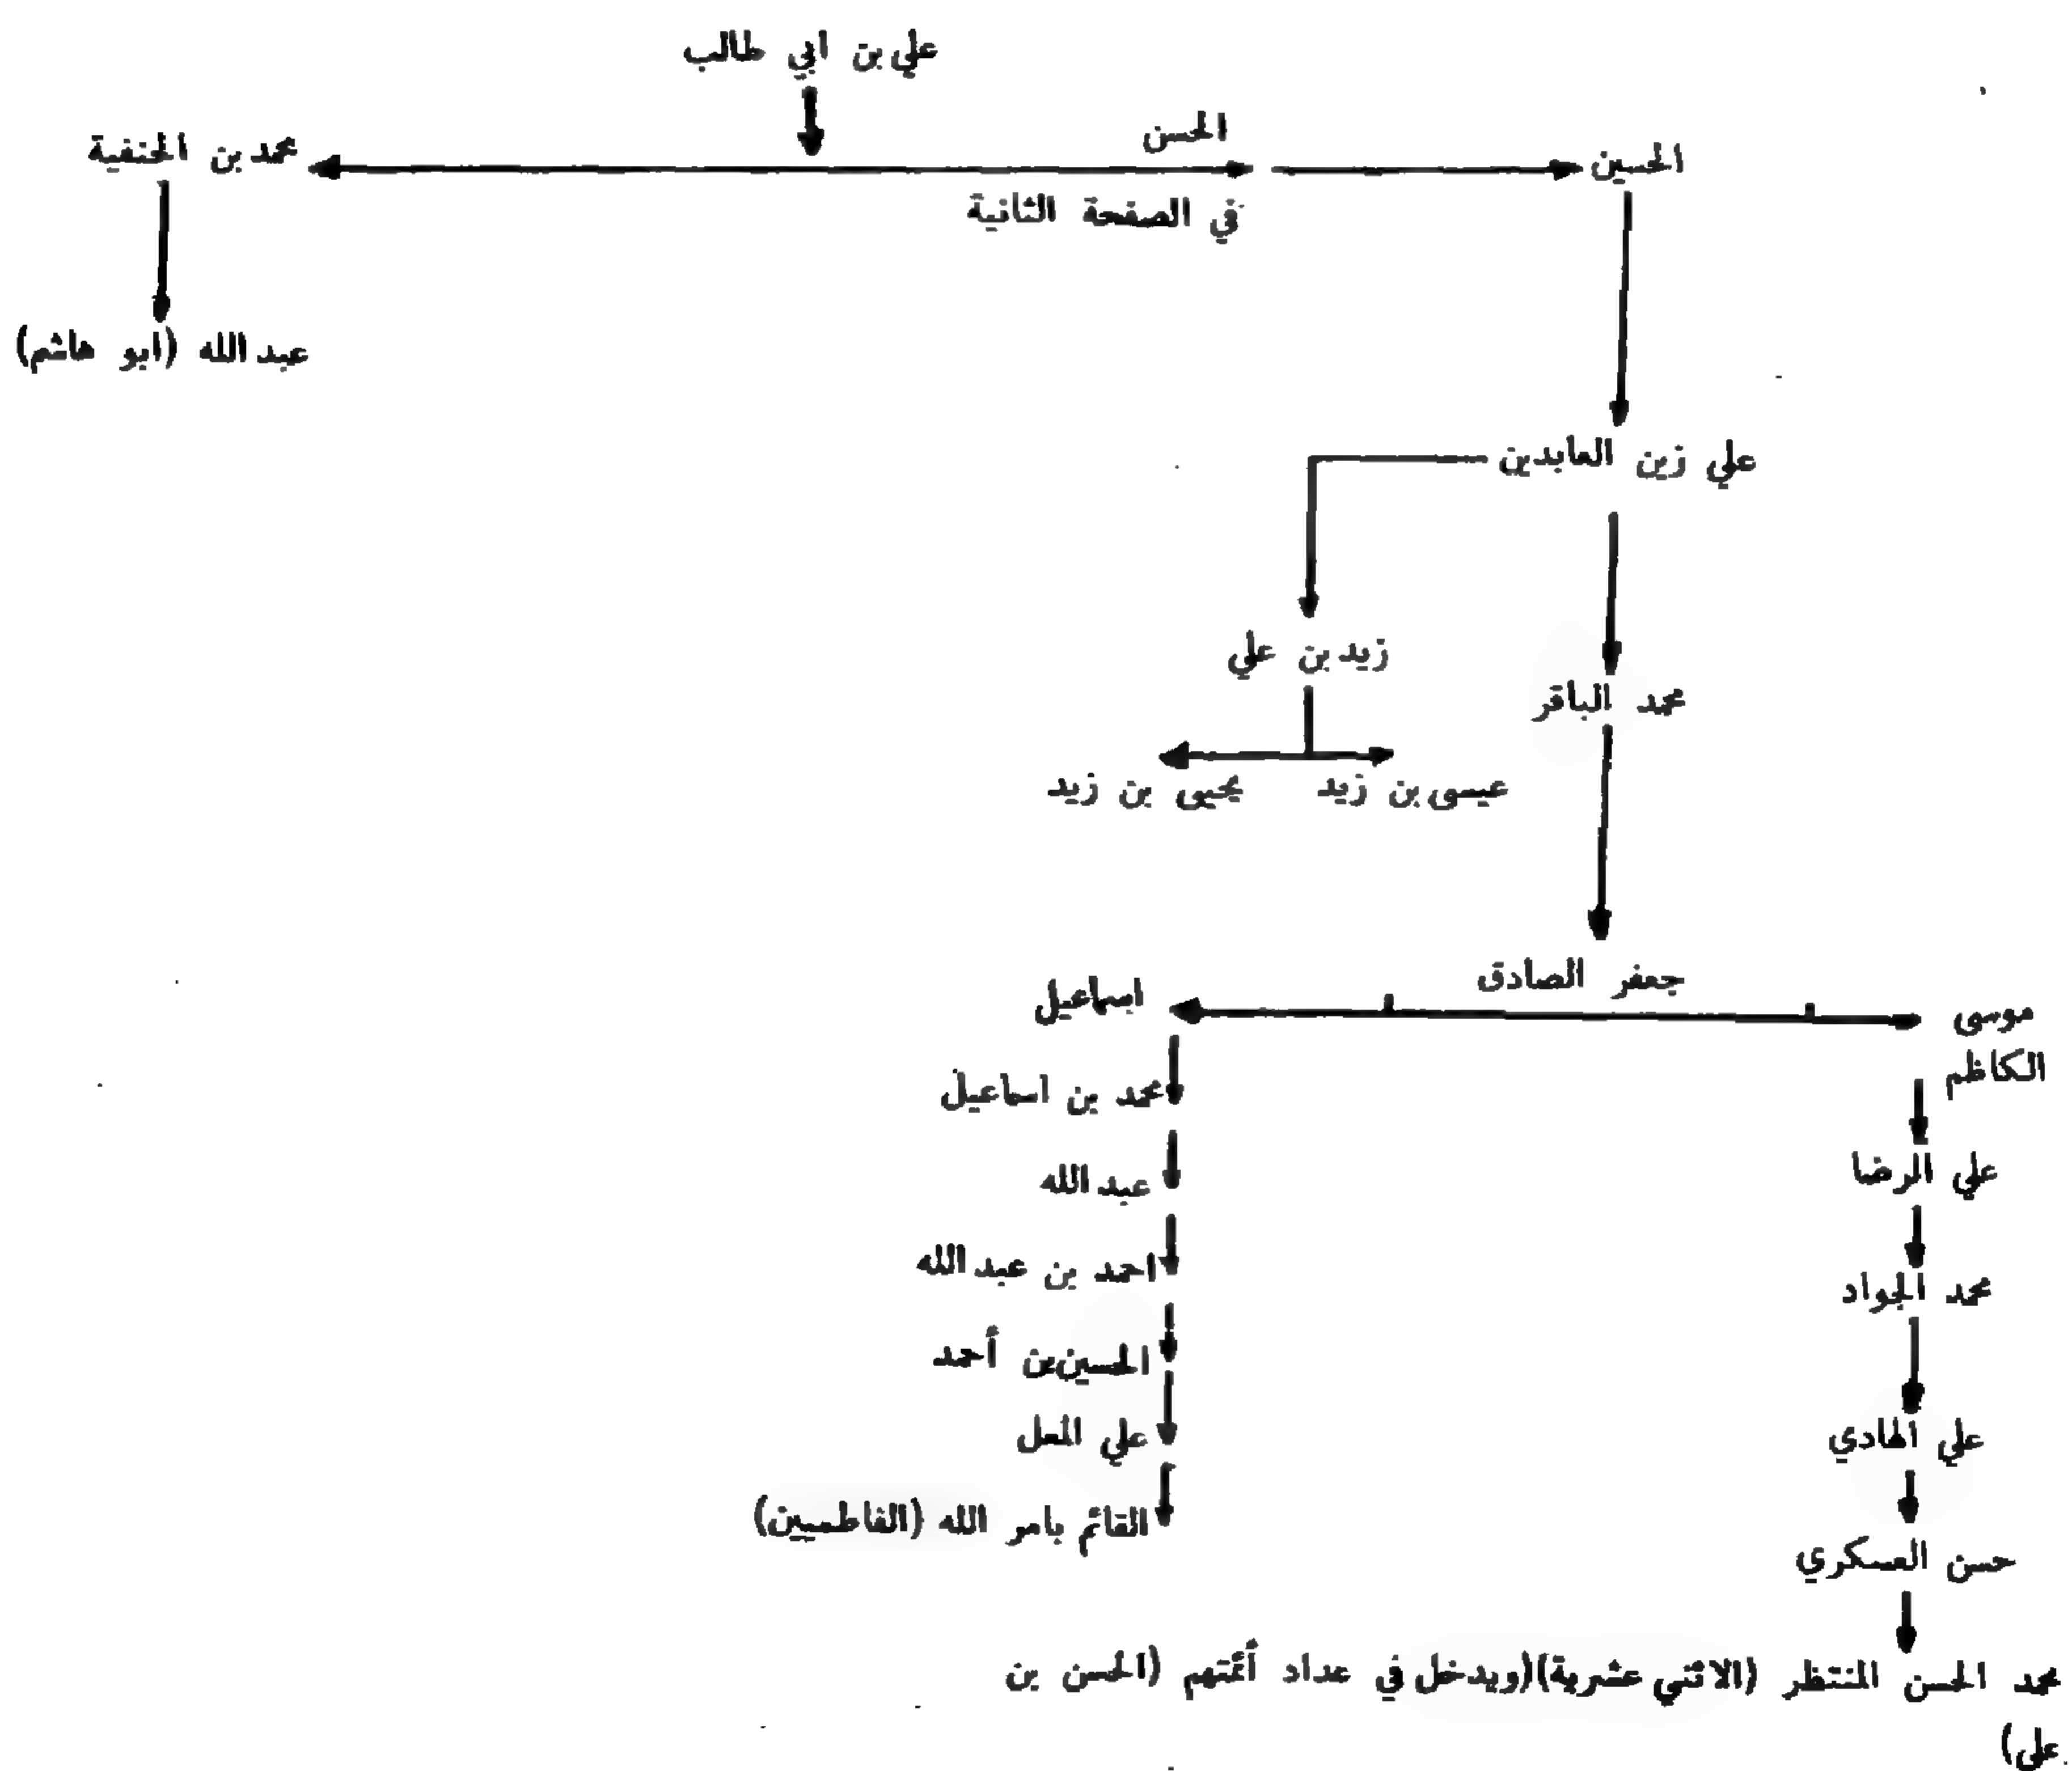 علي بن ابي طالب
الحسن
الحسين
محمد بن الحنفية
في الصفحة الثانية
عبد الله (ابو هاشم)
علي زين العابدين
زيد بن علي
محمد الباقر
عيسى بن زيد
يحيى بن زيد
جعفر الصادق
اسماعيل
موسى
الكاظم
محمد بن اسماعيل
علي الرضا
عبد الله
احمد بن عبد الله
محمد الجواد
الحسين بن أحمد
علي المعل
علي الهادي
القائم بامر الله (الفاطميين)
حسن العسكري
محمد الحسن المنتظر (الاثني عشرية)(ويدخل في عداد أئمتهم (الحسن بن
علي)